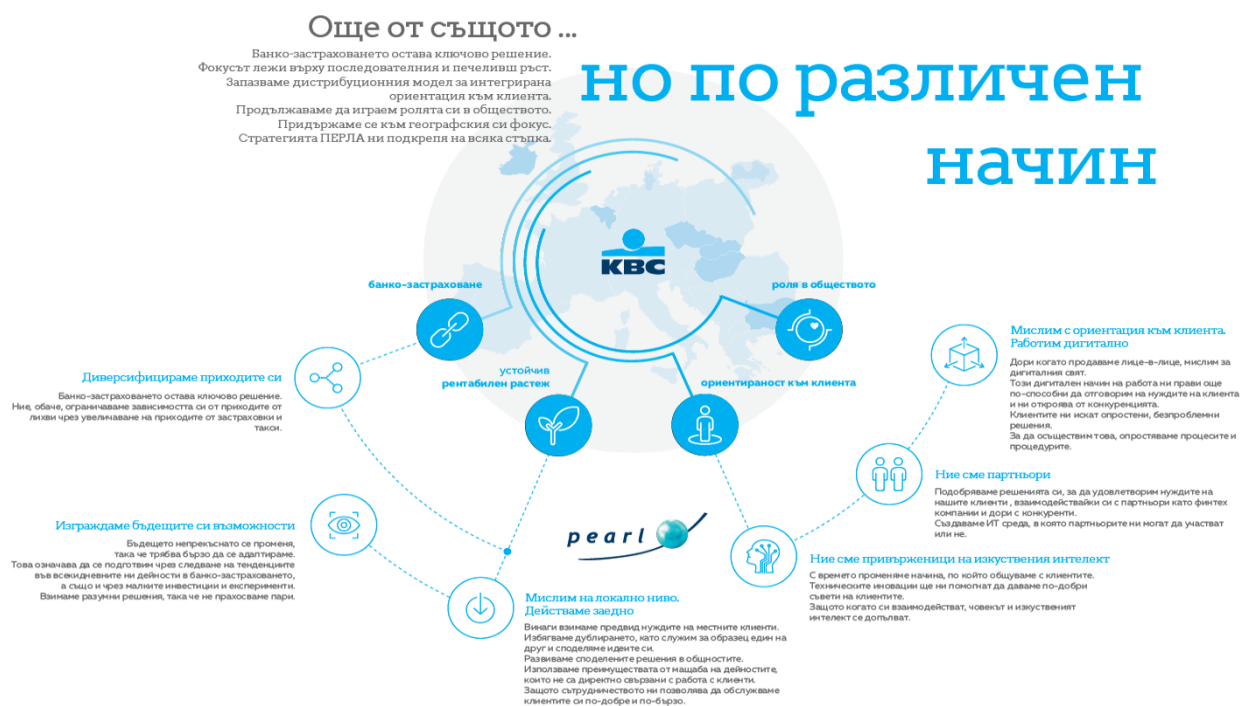 Още от същото ...
Банко-застраховането остава ключово решение.
Фокусът лежи върху последователния и печеливш ръст.
Запазваме дистрибуционния модел за интегрирана
ориентация към клиента.
Продължаваме да играем ролята си в обществото.
Придържаме се към географския си фокус.
Стратегията ПЕРЛА ни подкрепя на всяка стъпка.
но по различен
начин
KBC
банко-застраховане
роля в обществото
устойчив
рентабилен растеж
ориентираност към клиента
Диверсифицираме приходите си
Банко-застраховането остава ключово решение.
Ние, обаче, ограничаваме зависимостта си от приходите от
лихви чрез увеличаване на приходите от застраховки и
такси.
Изграждаме бъдещите си възможности
Бъдещето непрекъснато се променя,
така че трябва бързо да се адаптираме.
Това означава да се подготвим чрез следване на тенденциите
във всекидневните ни дейности в банко-застраховането,
а също и чрез малките инвестиции и експерименти.
Взимаме разумни решения, така че не прахосваме пари.
pearl
Мислим на локално ниво.
Действаме заедно
Винаги взимаме предвид нуждите на местните клиенти.
Избягваме дублирането, като служим за образец един на
друг и споделяме идеите си.
Развиваме споделените решения в общностите.
Използваме преимуществата от мащаба на дейностите,
които не са директно свързани с работа с клиенти.
Защото сътрудничеството ни позволява да обслужваме
клиентите си по-добре и по-бързо.
Мислим с ориентация към клиента.
Работим дигитално
Дори когато продаваме лице-в-лице, мислим за
дигиталния свят.
Този дигитален начин на работа ни прави още
по-способни да отговорим на нуждите на клиента
и ни откроява от конкуренцията.
Клиентите ни искат опростени, безпроблемни
решения.
За да осъществим това, опростяваме процесите и
процедурите.
Ние сме партньори
Подобряваме решенията си, за да удовлетворим нуждите на
нашите клиенти , взаимодействайки си с партньори като финтех
компании и дори с конкуренти.
Създаваме ИТ среда, в която партньорите ни могат да участват
или не.
Ние сме привърженици на изкуствения интелект
С времето променяме начина, по който общуваме с клиентите.
Техническите иновации ще ни помогнат да даваме по-добри
съвети на клиентите.
Защото когато си взаимодействат, човекът и изкуственият
интелект се допълват.